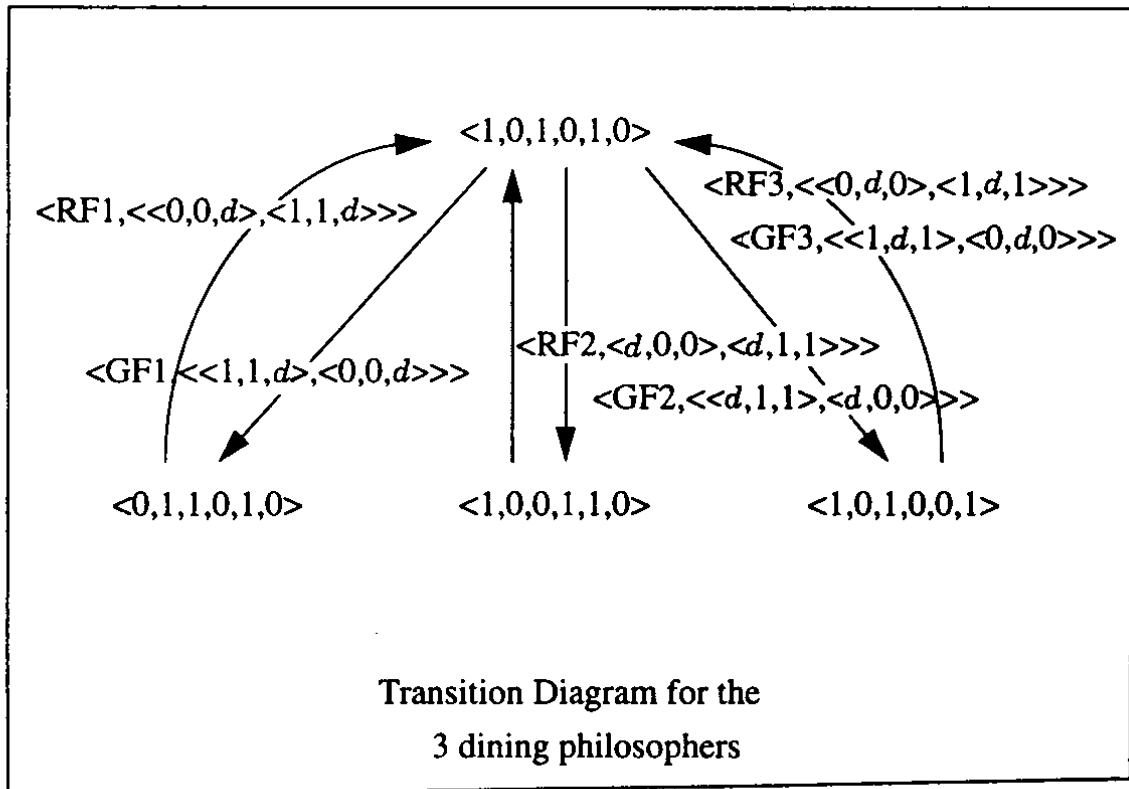 <1,0,1,0,1,0>
<RF3,<<0,d,0>,<1,d,1>>>
<RF1,<<0,0,d>,<1,1,d>>>
<GF3,<<1,d,1>,<0,d,0>>>
<RF2,<d,0,0>,<d,1,1>>>
<GF1,<<1,1,d>,<0,0,d>>>
<GF2,<<d,1,1>,<d,0,0>>>
<0,1,1,0,1,0>
<1,0,0,1,1,0>
<1,0,1,0,0,1>
Transition Diagram for the
3 dining philosophers